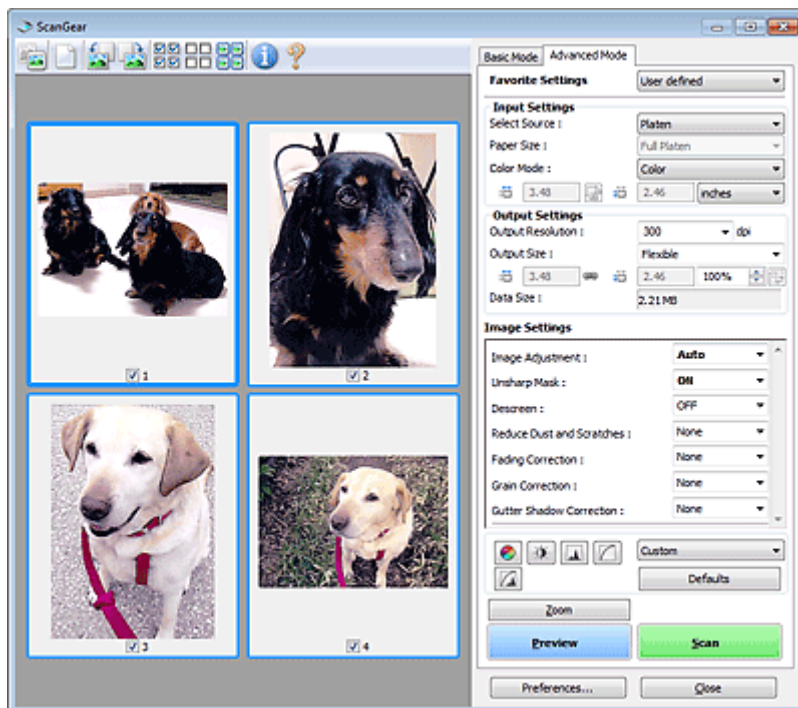 ScanGear
Basic Mode Advanced Mode
Favorite Settings User defined
Input Settings
Select Source : Platen
Paper Size : Full Platen
Color Mode : Color
3.48 2.46 inches
Output Settings
Output Resolution : 300 dpi
Output Size : Flexible
3.48 2.46 100%
Data Size : 2.21 MB
Image Settings
Image Adjustment : Auto
Unsharp Mask : ON
Descreen : OFF
Reduce Dust and Scratches : None
Fading Correction : None
Grain Correction : None
Gutter Shadow Correction : None
Custom
Defaults
Zoom
Preview Scan
Preferences... Close
1
2
3
4